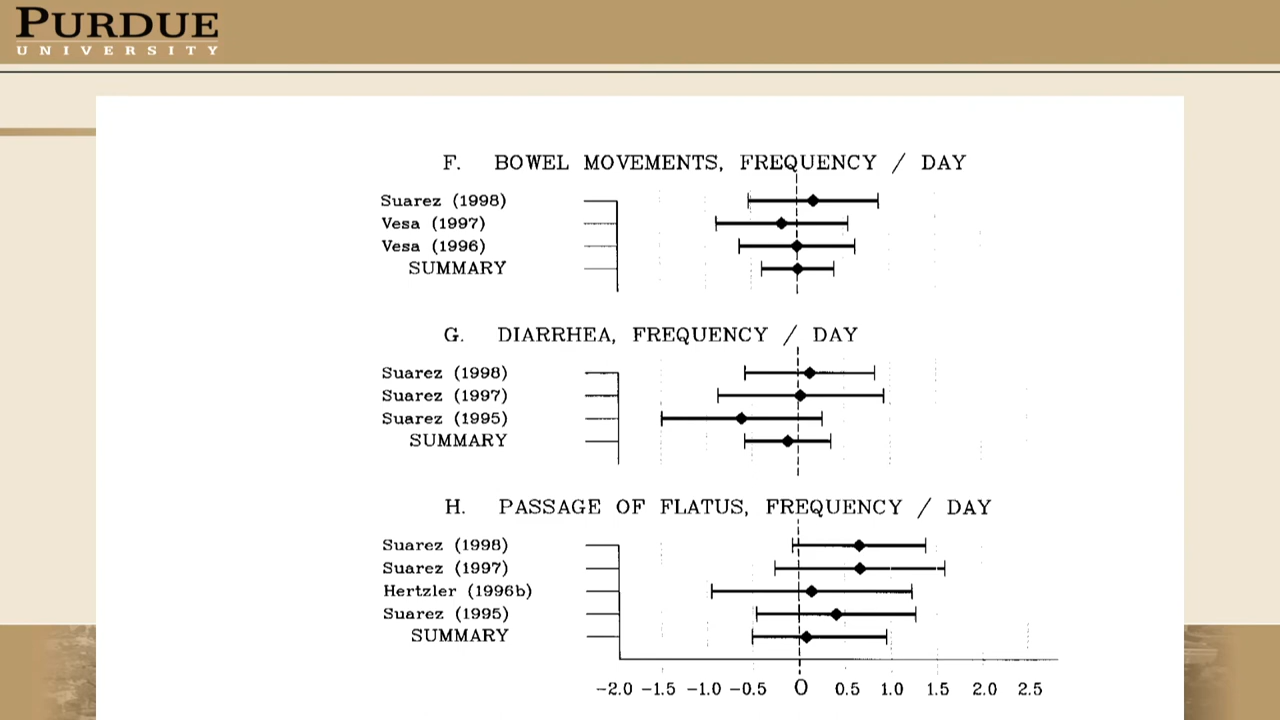 PURDUE
UNIVERSITY
F. BOWEL MOVEMENTS, FREQUENCY / DAY
Suarez (1998)
Vesa (1997)
Vesa (1996)
SUMMARY
G. DIARRHEA, FREQUENCY / DAY
Suarez (1998)
Suarez (1997)
Suarez (1995)
SUMMARY
H. PASSAGE OF FLATUS, FREQUENCY / DAY
Suarez (1998)
Suarez (1997)
Hertzler (1996b)
Suarez (1995)
SUMMARY
-2.0 -1.5 -1.0 -0.5 0 0.5 1.0 1.5 2.0 2.5